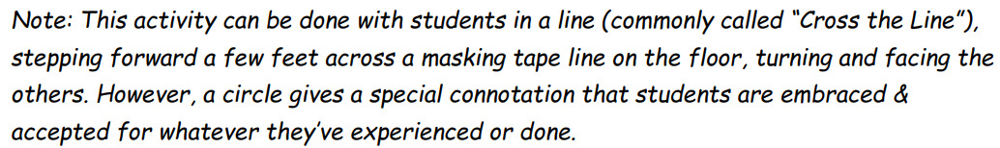 Note: This activity can be done with students in a line (commonly called “Cross the Line”),
stepping forward a few feet across a masking tape line on the floor, turning and facing the
others. However, a circle gives a special connotation that students are embraced &
accepted for whatever they’ve experienced or done.